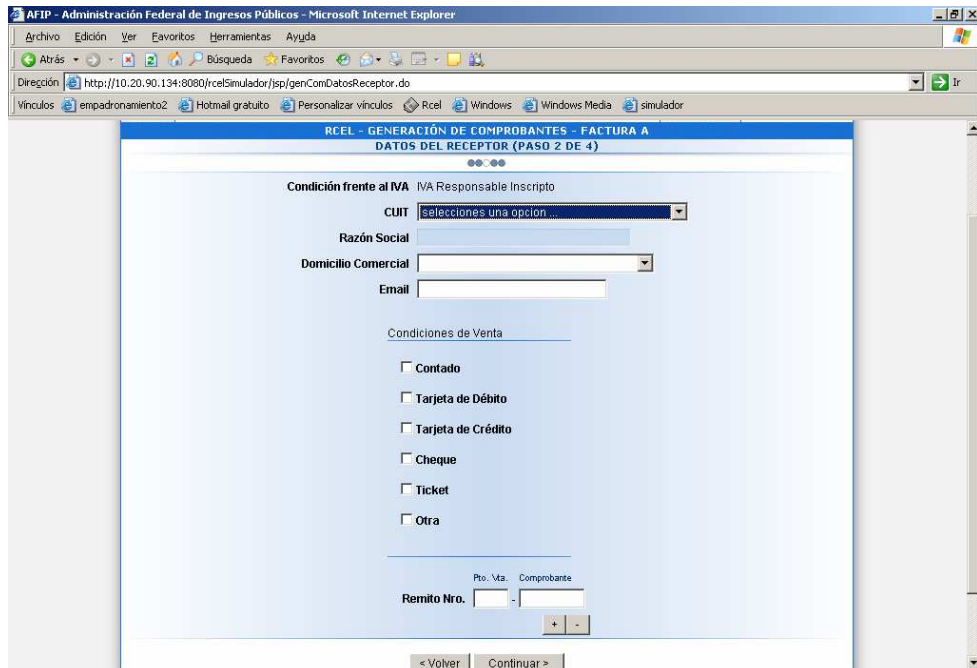 AFIP - Administración Federal de Ingresos Públicos - Microsoft Internet Explorer
Archivo Edición Ver Favoritos Herramientas Ayuda
Atrás Búsqueda Favoritos
Dirección http://10.20.90.134:8080/rcelSimulador/jsp/genComDatosReceptor.do Ir
Vínculos empadronamiento2 Hotmail gratuito Personalizar vínculos Rcel Windows Windows Media simulador
RCEL - GENERACIÓN DE COMPROBANTES - FACTURA A
DATOS DEL RECEPTOR (PASO 2 DE 4)
Condición frente al IVA IVA Responsable Inscripto
CUIT selecciones una opcion ...
Razón Social
Domicilio Comercial
Email
Condiciones de Venta
Contado
Tarjeta de Débito
Tarjeta de Crédito
Cheque
Ticket
Otra
Pto. Vta. Comprobante
Remito Nro. -
+ -
< Volver Continuar >